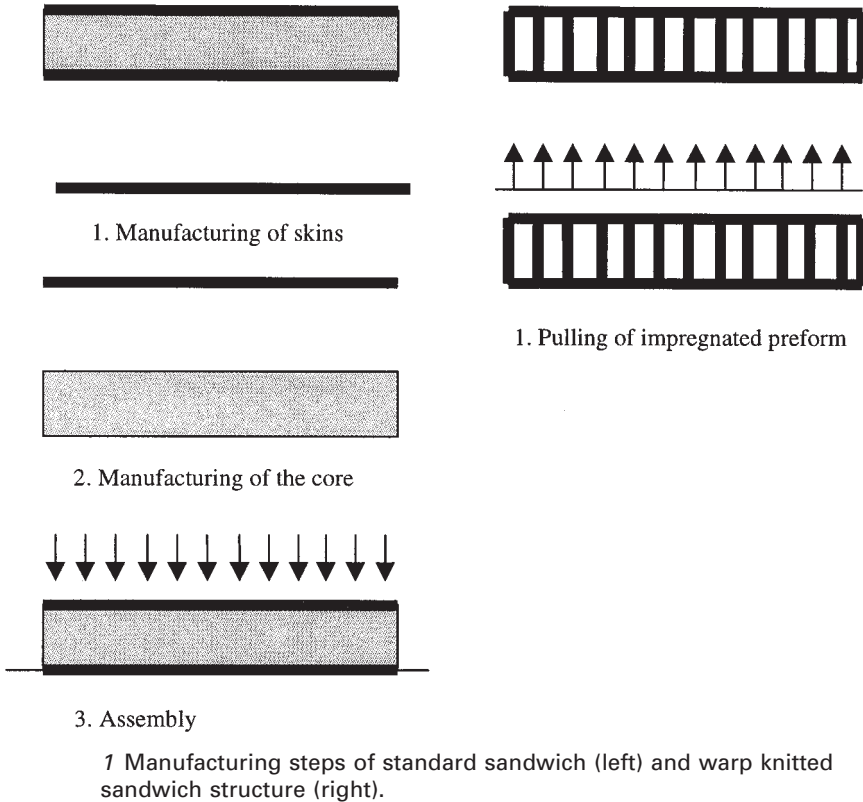 1. Manufacturing of skins
1. Pulling of impregnated preform
2. Manufacturing of the core
3. Assembly
1 Manufacturing steps of standard sandwich (left) and warp knitted
sandwich structure (right).